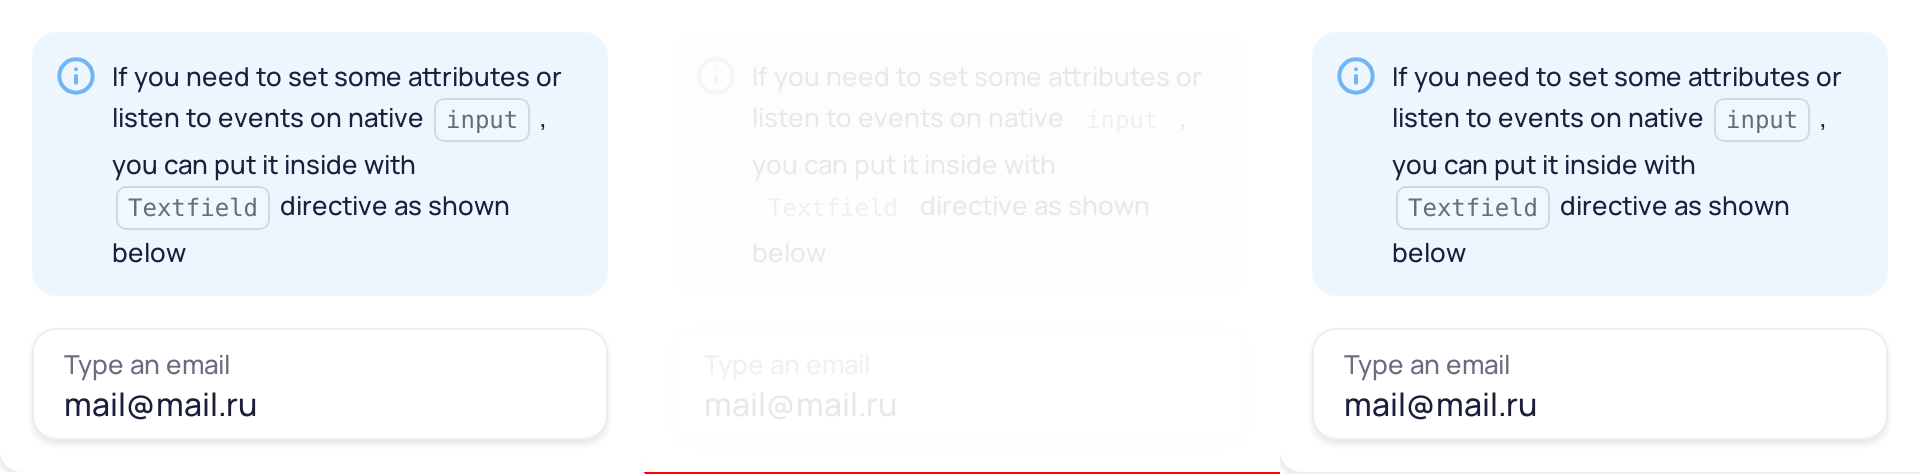 If you need to set some attributes or
listen to events on native input ,
you can put it inside with
Textfield directive as shown
below
Type an email
mail@mail.ru
If you need to set some attributes or
listen to events on native input ,
you can put it inside with
Textfield directive as shown
below
Type an email
mail@mail.ru
If you need to set some attributes or
listen to events on native input ,
you can put it inside with
Textfield directive as shown
below
Type an email
mail@mail.ru